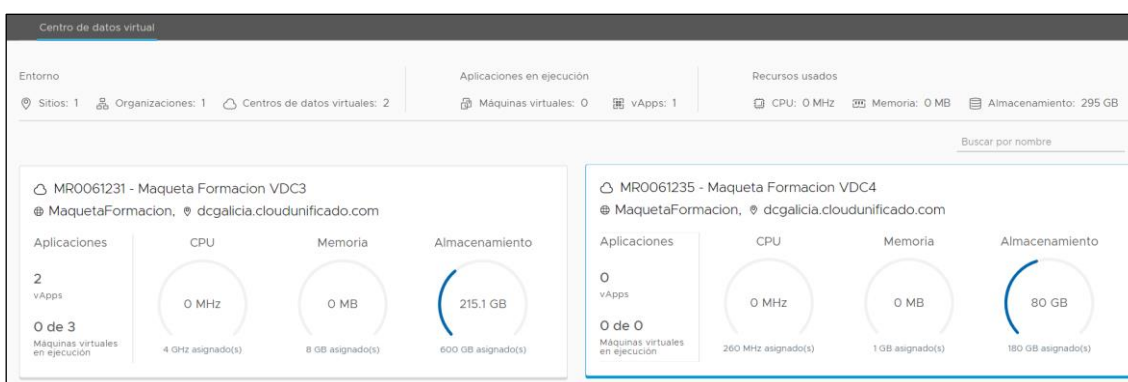 Centro de datos virtual
Entorno
Aplicaciones en ejecución
Recursos usados
Sitios: 1 Organizaciones: 1 Centros de datos virtuales: 2
Máquinas virtuales: 0 vApps: 1
CPU: 0 MHz Memoria: 0 MB Almacenamiento: 295 GB
Buscar por nombre
MR0061231 - Maqueta Formacion VDC3
MaquetaFormacion, dcgalicia.cloudunificado.com
Aplicaciones CPU Memoria Almacenamiento
2
vApps
0 MHz 0 MB 215.1 GB
0 de 3
Máquinas virtuales
en ejecución
4 GHz asignado(s) 8 GB asignado(s) 600 GB asignado(s)
MR0061235 - Maqueta Formacion VDC4
MaquetaFormacion, dcgalicia.cloudunificado.com
Aplicaciones CPU Memoria Almacenamiento
0
vApps
0 MHz 0 MB 80 GB
0 de 0
Máquinas virtuales
en ejecución
260 MHz asignado(s) 1 GB asignado(s) 180 GB asignado(s)